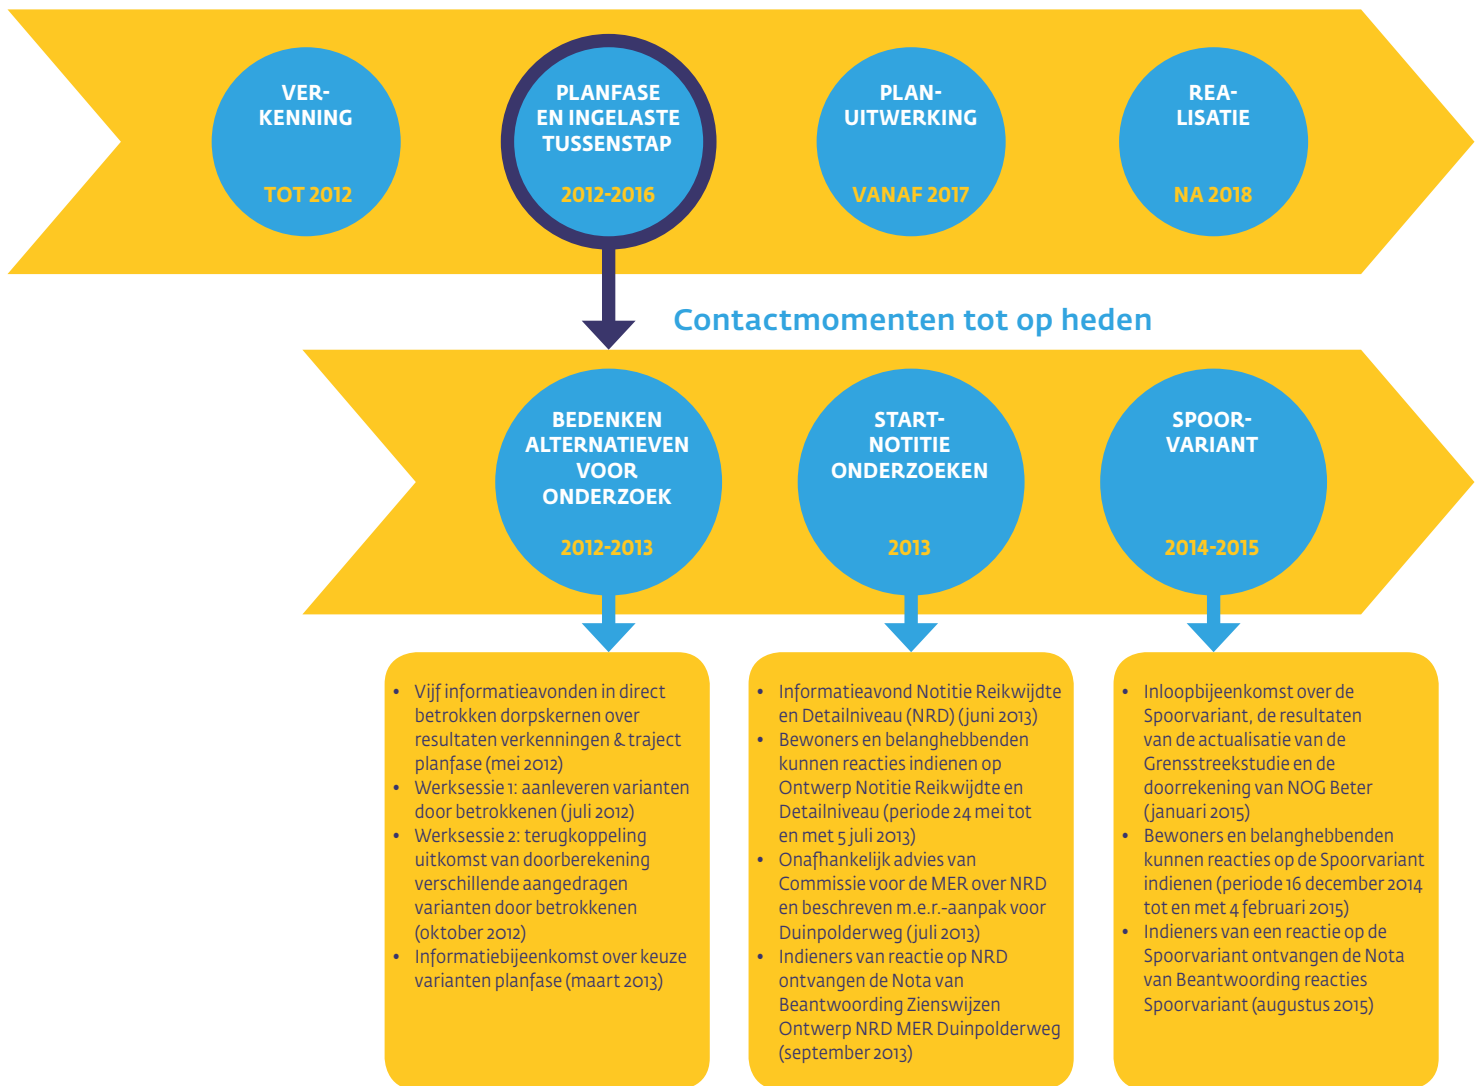 VER-
KENNING
TOT 2012
PLANFASE
EN INGELASTE
TUSSENSTAP
2012-2016
PLAN-
UITWERKING
VANAF 2017
REA-
LISATIE
NA 2018
Contactmomenten tot op heden
BEDENKEN
ALTERNATIEVEN
VOOR
ONDERZOEK
2012-2013
START-
NOTITIE
ONDERZOEKEN
2013
SPOOR-
VARIANT
2014-2015
• Vijf informatieavonden in direct
betrokken dorpskernen over
resultaten verkenningen & traject
planfase (mei 2012)
• Werksessie 1: aanleveren varianten
door betrokkenen (juli 2012)
• Werksessie 2: terugkoppeling
uitkomst van doorberekening
verschillende aangedragen
varianten door betrokkenen
(oktober 2012)
• Informatiebijeenkomst over keuze
varianten planfase (maart 2013)
• Informatieavond Notitie Reikwijdte
en Detailniveau (NRD) (juni 2013)
• Bewoners en belanghebbenden
kunnen reacties indienen op
Ontwerp Notitie Reikwijdte en
Detailniveau (periode 24 mei tot
en met 5 juli 2013)
• Onafhankelijk advies van
Commissie voor de MER over NRD
en beschreven m.e.r.-aanpak voor
Duinpolderweg (juli 2013)
• Indieners van reactie op NRD
ontvangen de Nota van
Beantwoording Zienswijzen
Ontwerp NRD MER Duinpolderweg
(september 2013)
• Inloopbijeenkomst over de
Spoorvariant, de resultaten
van de actualisatie van de
Grensstreekstudie en de
doorrekening van NOG Beter
(januari 2015)
• Bewoners en belanghebbenden
kunnen reacties op de Spoorvariant
indienen (periode 16 december 2014
tot en met 4 februari 2015)
• Indieners van een reactie op de
Spoorvariant ontvangen de Nota
van Beantwoording reacties
Spoorvariant (augustus 2015)